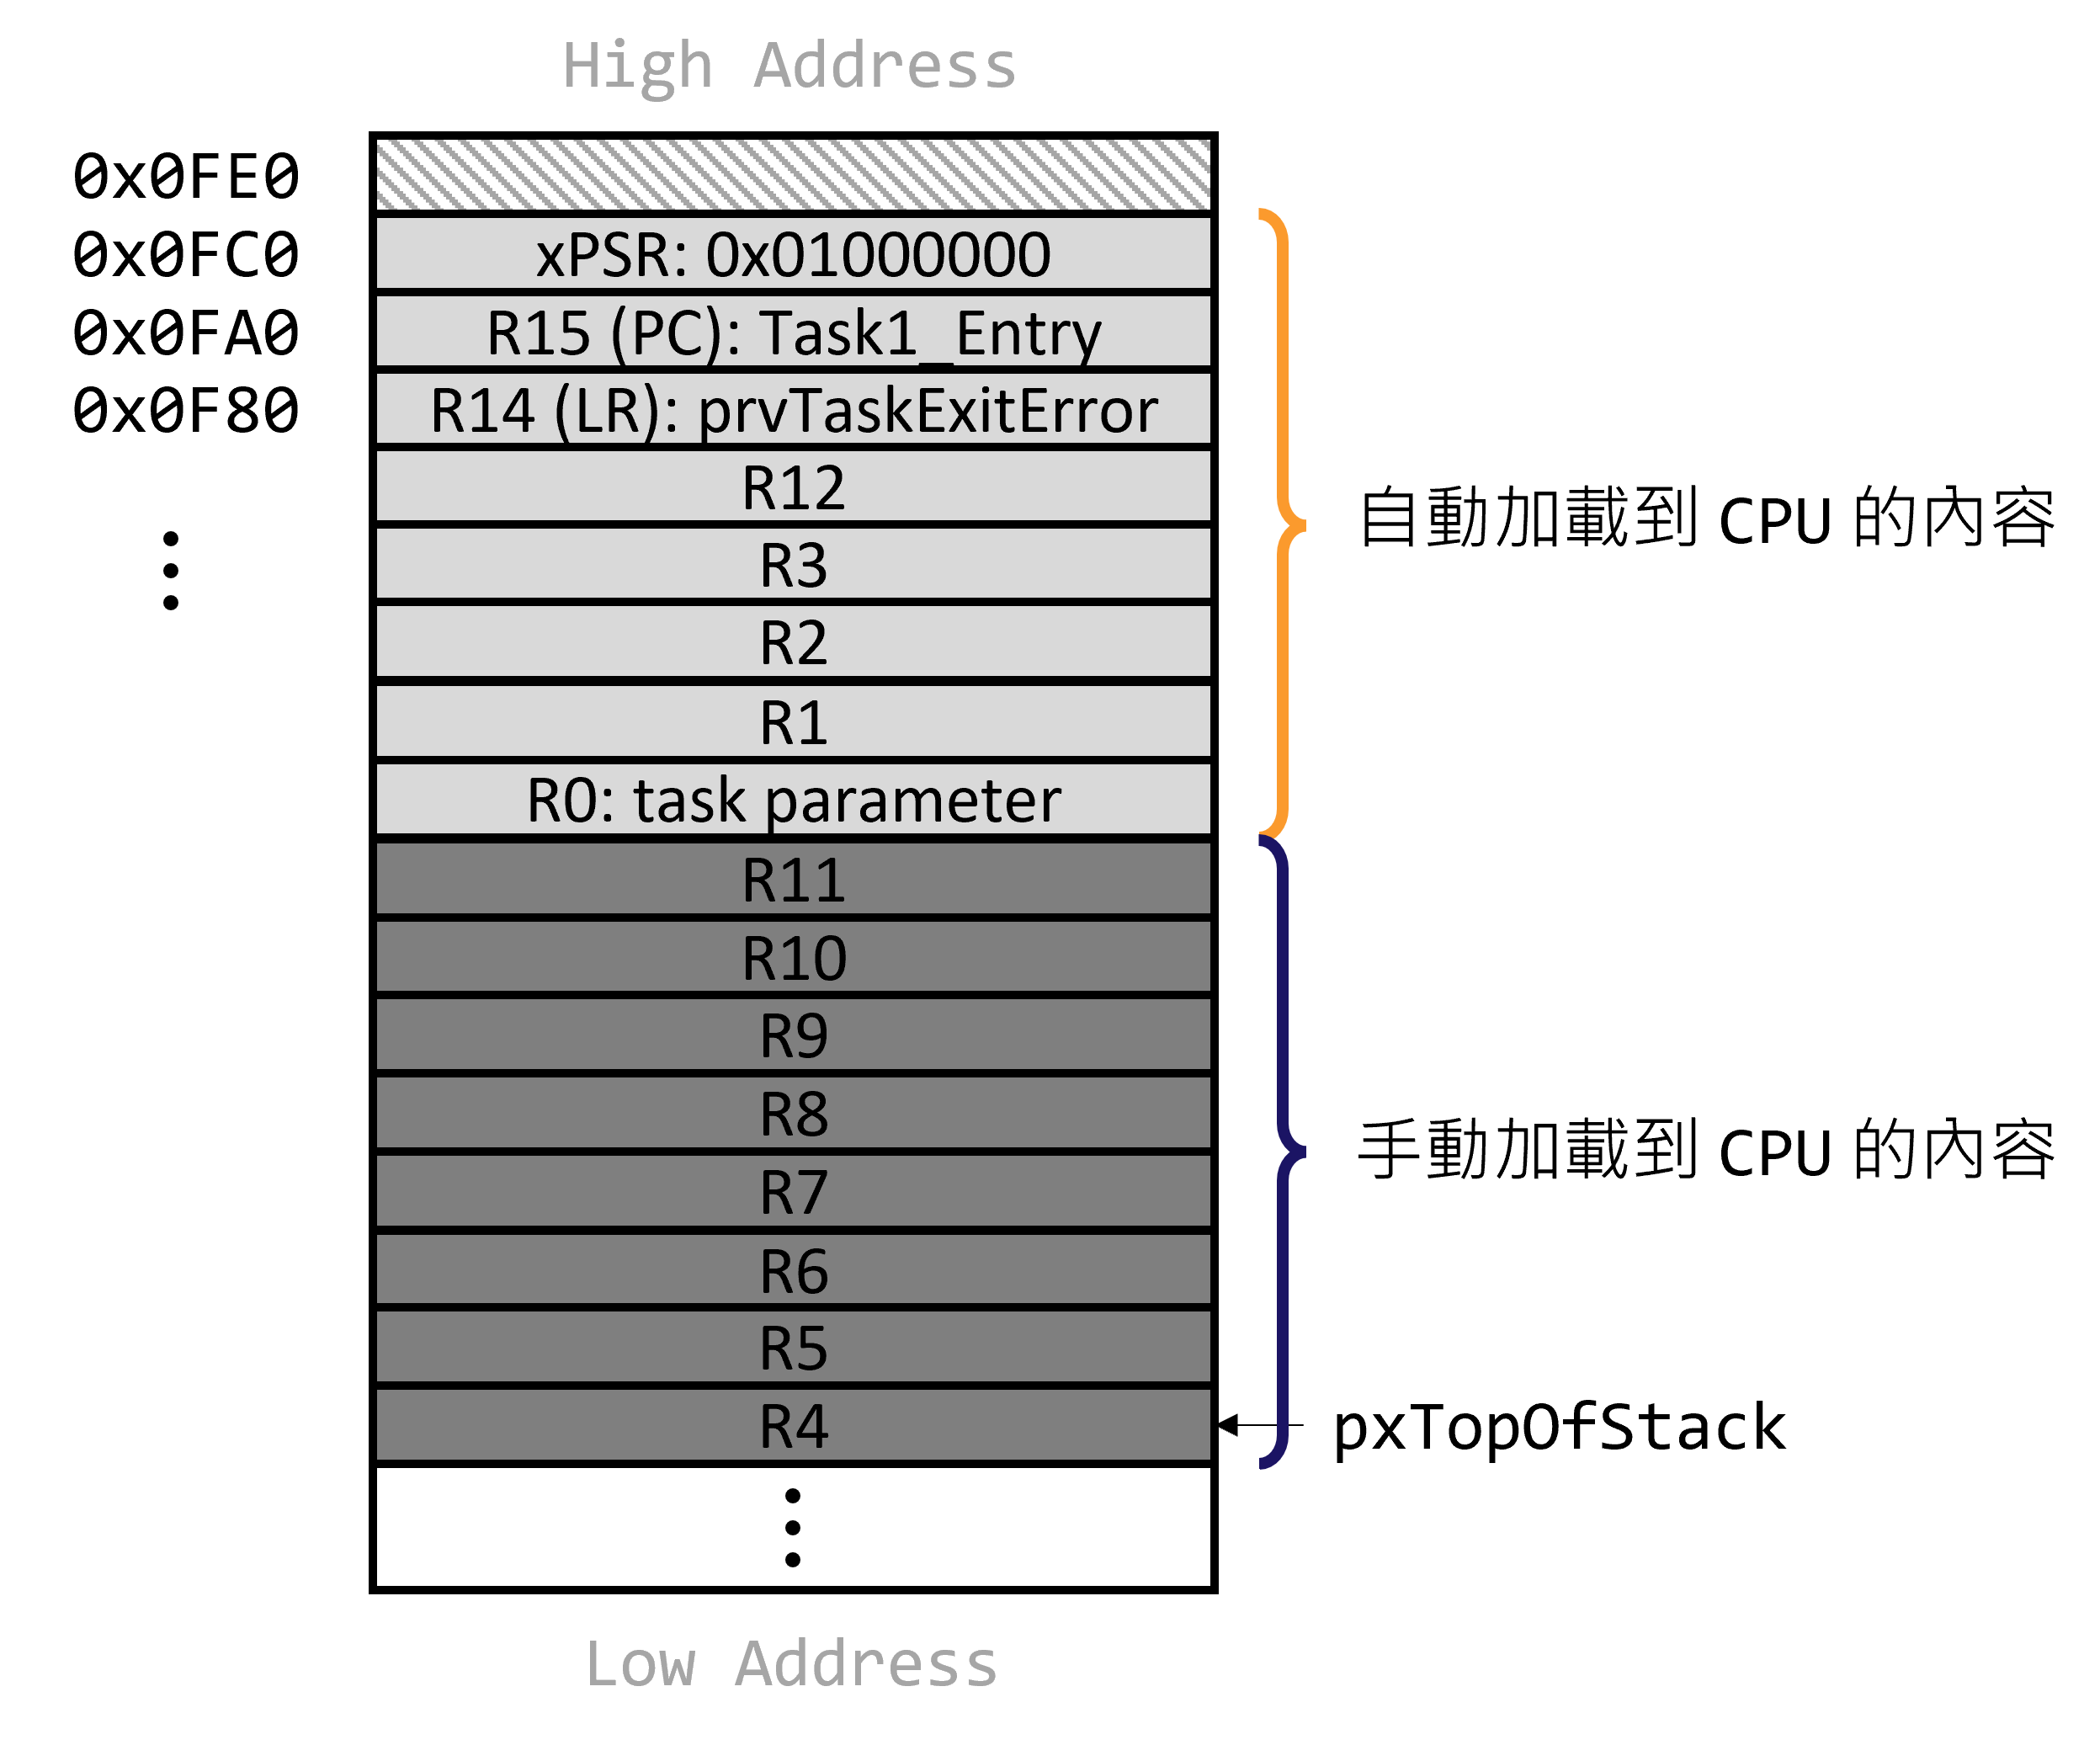 High Address
0x0FE0
0x0FC0
xPSR: 0x01000000
0x0FA0
R15 (PC): Task1_Entry
0x0F80
R14 (LR): prvTaskExitError
R12
自動加載到 CPU 的內容
R3
R2
R1
R0: task parameter
R11
R10
R9
R8
手動加載到 CPU 的內容
R7
R6
R5
R4
pxTopOfStack
Low Address